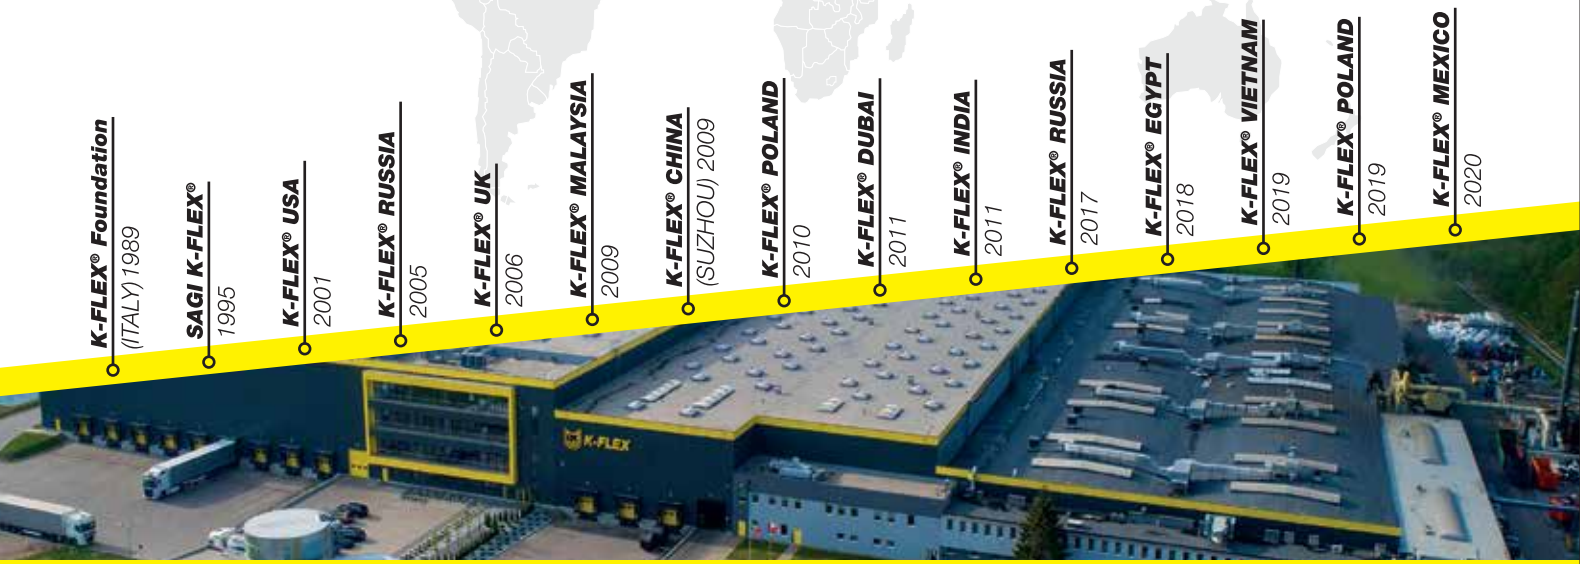 K-FLEX® Foundation
(ITALY) 1989
SAGI K-FLEX®
1995
K-FLEX® USA
2001
K-FLEX® RUSSIA
2005
K-FLEX® UK
2006
K-FLEX® MALAYSIA
2009
K-FLEX® CHINA
(SUZHOU) 2009
K-FLEX® POLAND
2010
K-FLEX® DUBAI
2011
K-FLEX® INDIA
2011
K-FLEX® RUSSIA
2017
K-FLEX® EGYPT
2018
K-FLEX® VIETNAM
2019
K-FLEX® POLAND
2019
K-FLEX® MEXICO
2020
K-FLEX